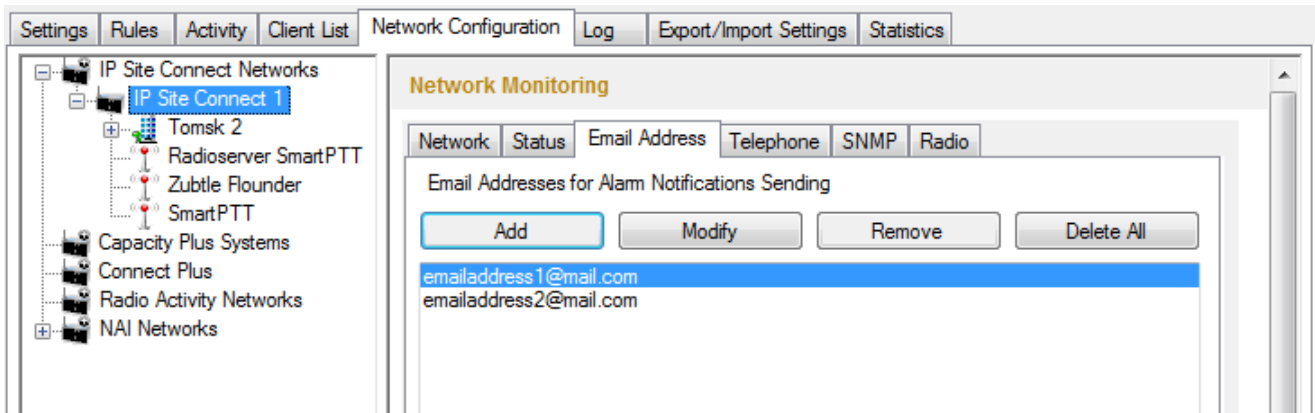 Settings Rules Activity Client List Network Configuration Log Export/Import Settings Statistics
IP Site Connect Networks
IP Site Connect 1
Tomsk 2
Radioserver SmartPTT
Zubtle Flounder
SmartPTT
Capacity Plus Systems
Connect Plus
Radio Activity Networks
NAI Networks
Network Monitoring
Network Status Email Address Telephone SNMP Radio
Email Addresses for Alarm Notifications Sending
Add Modify Remove Delete All
emailaddress1@mail.com
emailaddress2@mail.com